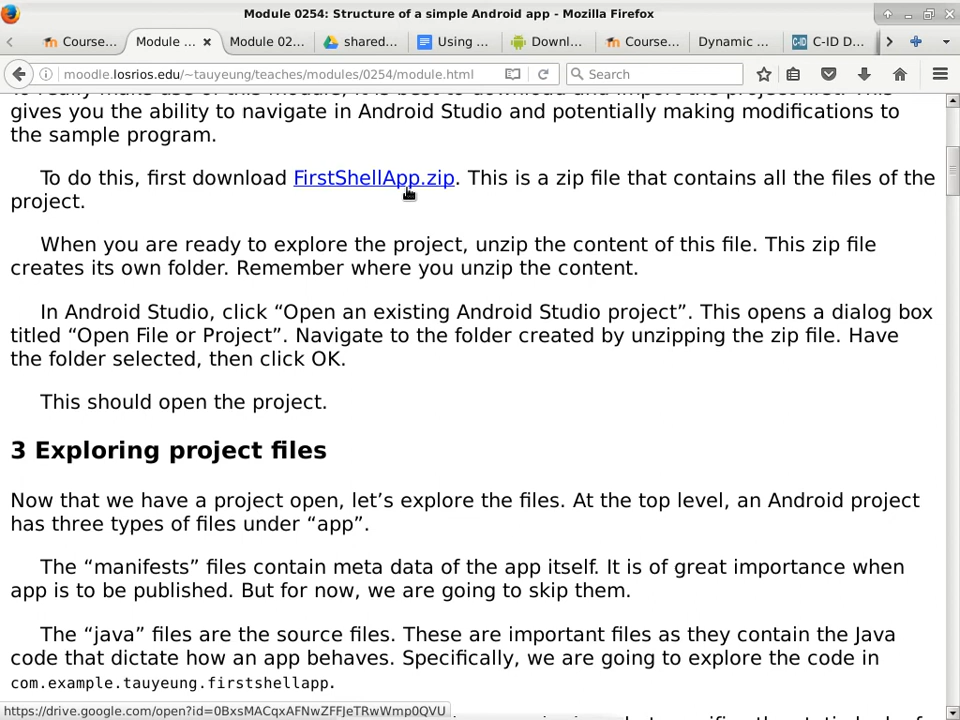 Module 0254: Structure of a simple Android app - Mozilla Firefox
Course... Module ... Module 02... shared... Using ... Downl... Course... Dynamic ... C-ID D...
moodle.losrios.edu/~tauyeung/teaches/modules/0254/module.html Search
gives you the ability to navigate in Android Studio and potentially making modifications to
the sample program.
To do this, first download FirstShellApp.zip. This is a zip file that contains all the files of the
project.
When you are ready to explore the project, unzip the content of this file. This zip file
creates its own folder. Remember where you unzip the content.
In Android Studio, click “Open an existing Android Studio project”. This opens a dialog box
titled “Open File or Project”. Navigate to the folder created by unzipping the zip file. Have
the folder selected, then click OK.
This should open the project.
3 Exploring project files
Now that we have a project open, let’s explore the files. At the top level, an Android project
has three types of files under “app”.
The “manifests” files contain meta data of the app itself. It is of great importance when
app is to be published. But for now, we are going to skip them.
The “java” files are the source files. These are important files as they contain the Java
code that dictate how an app behaves. Specifically, we are going to explore the code in
com.example.tauyeung.firstshellapp.
https://drive.google.com/open?id=0BxsMACqxAFNwZFFJeTRwWmp0QVU